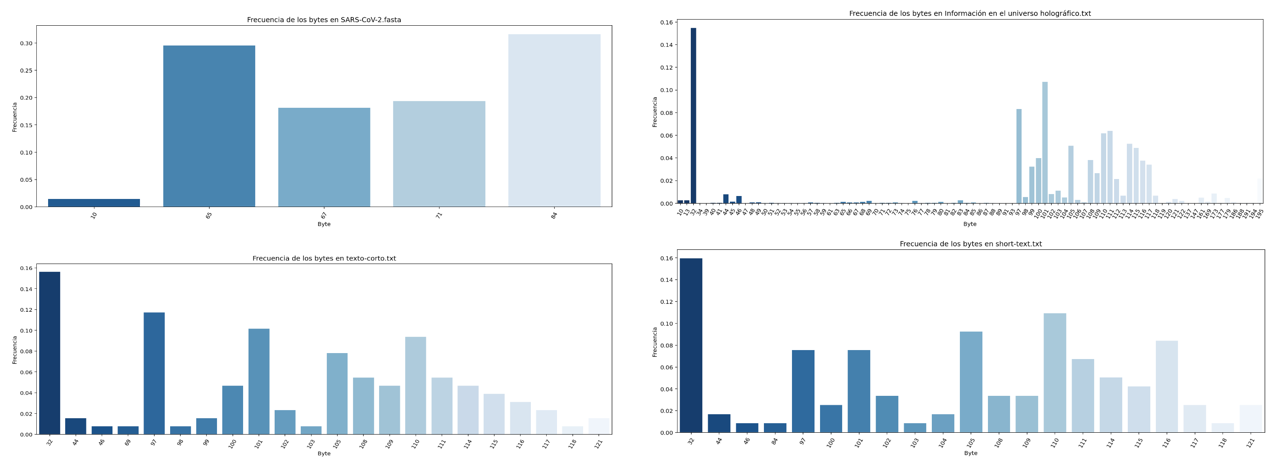 Frecuencia de los bytes en SARS-CoV-2.fasta
Frecuencia
0.30
0.25
0.20
0.15
0.10
0.05
0.00
10 65 67 71 84
Byte
Frecuencia de los bytes en Información en el universo holográfico.txt
Frecuencia
0.16
0.14
0.12
0.10
0.08
0.06
0.04
0.02
0.00
Byte
Frecuencia de los bytes en texto-corto.txt
Frecuencia
0.16
0.14
0.12
0.10
0.08
0.06
0.04
0.02
0.00
32 44 46 69 97 98 99 100 101 102 103 105 108 109 110 111 114 115 116 117 118 121
Byte
Frecuencia de los bytes en short-text.txt
Frecuencia
0.16
0.14
0.12
0.10
0.08
0.06
0.04
0.02
0.00
32 44 46 84 97 100 101 102 103 104 105 108 109 110 111 114 115 116 117 118 121
Byte